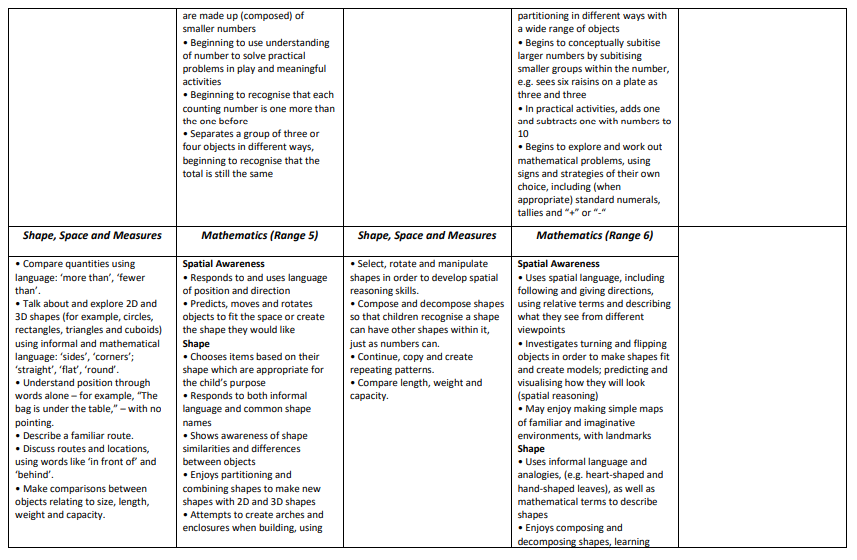 are made up (composed) of
smaller numbers
• Beginning to use understanding
of number to solve practical
problems in play and meaningful
activities
• Beginning to recognise that each
counting number is one more than
the one before
• Separates a group of three or
four objects in different ways,
beginning to recognise that the
total is still the same
partitioning in different ways with
a wide range of objects
• Begins to conceptually subitise
larger numbers by subitising
smaller groups within the number,
e.g. sees six raisins on a plate as
three and three
• In practical activities, adds one
and subtracts one with numbers to
10
• Begins to explore and work out
mathematical problems, using
signs and strategies of their own
choice, including (when
appropriate) standard numerals,
tallies and “+” or “-“
Shape, Space and Measures
Mathematics (Range 5)
Shape, Space and Measures
Mathematics (Range 6)
• Compare quantities using
language: ‘more than’, ‘fewer
than’.
• Talk about and explore 2D and
3D shapes (for example, circles,
rectangles, triangles and cuboids)
using informal and mathematical
language: ‘sides’, ‘corners’;
‘straight’, ‘flat’, ‘round’.
• Understand position through
words alone – for example, “The
bag is under the table,” – with no
pointing.
• Describe a familiar route.
• Discuss routes and locations,
using words like ‘in front of’ and
‘behind’.
• Make comparisons between
objects relating to size, length,
weight and capacity.
Spatial Awareness
• Responds to and uses language
of position and direction
• Predicts, moves and rotates
objects to fit the space or create
the shape they would like
Shape
• Chooses items based on their
shape which are appropriate for
the child’s purpose
• Responds to both informal
language and common shape
names
• Shows awareness of shape
similarities and differences
between objects
• Enjoys partitioning and
combining shapes to make new
shapes with 2D and 3D shapes
• Attempts to create arches and
enclosures when building, using
• Select, rotate and manipulate
shapes in order to develop spatial
reasoning skills.
• Compose and decompose shapes
so that children recognise a shape
can have other shapes within it,
just as numbers can.
• Continue, copy and create
repeating patterns.
• Compare length, weight and
capacity.
Spatial Awareness
• Uses spatial language, including
following and giving directions,
using relative terms and describing
what they see from different
viewpoints
• Investigates turning and flipping
objects in order to make shapes fit
and create models; predicting and
visualising how they will look
(spatial reasoning)
• May enjoy making simple maps
of familiar and imaginative
environments, with landmarks
Shape
• Uses informal language and
analogies, (e.g. heart-shaped and
hand-shaped leaves), as well as
mathematical terms to describe
shapes
• Enjoys composing and
decomposing shapes, learning